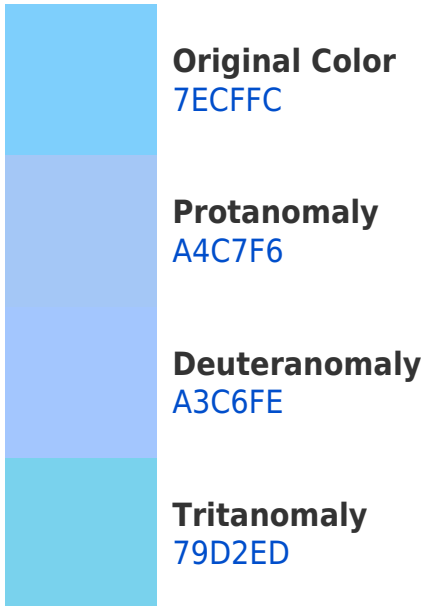 Original Color
7ECFFC
Protanomaly
A4C7F6
Deuteranomaly
A3C6FE
Tritanomaly
79D2ED